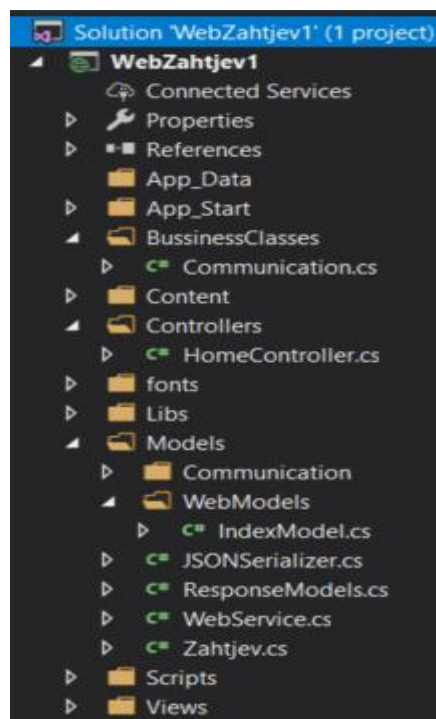 Solution 'WebZahtjev1' (1 project)
WebZahtjev1
Connected Services
Properties
References
App_Data
App_Start
BussinessClasses
C# Communication.cs
Content
Controllers
C# HomeController.cs
fonts
Libs
Models
Communication
WebModels
C# IndexModel.cs
C# JSONSerializer.cs
C# ResponseModels.cs
C# WebService.cs
C# Zahtjev.cs
Scripts
Views